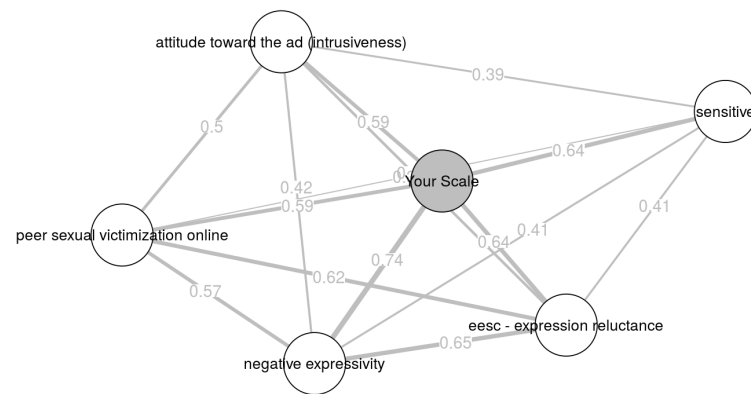 attitude toward the ad (intrusiveness)
0.39
sensitive
0.5
0.59
0.64
Your Scale
0.42
0.59
0.41
peer sexual victimization online
0.41
0.64
0.74
0.62
0.57
eesc - expression reluctance
0.65
negative expressivity